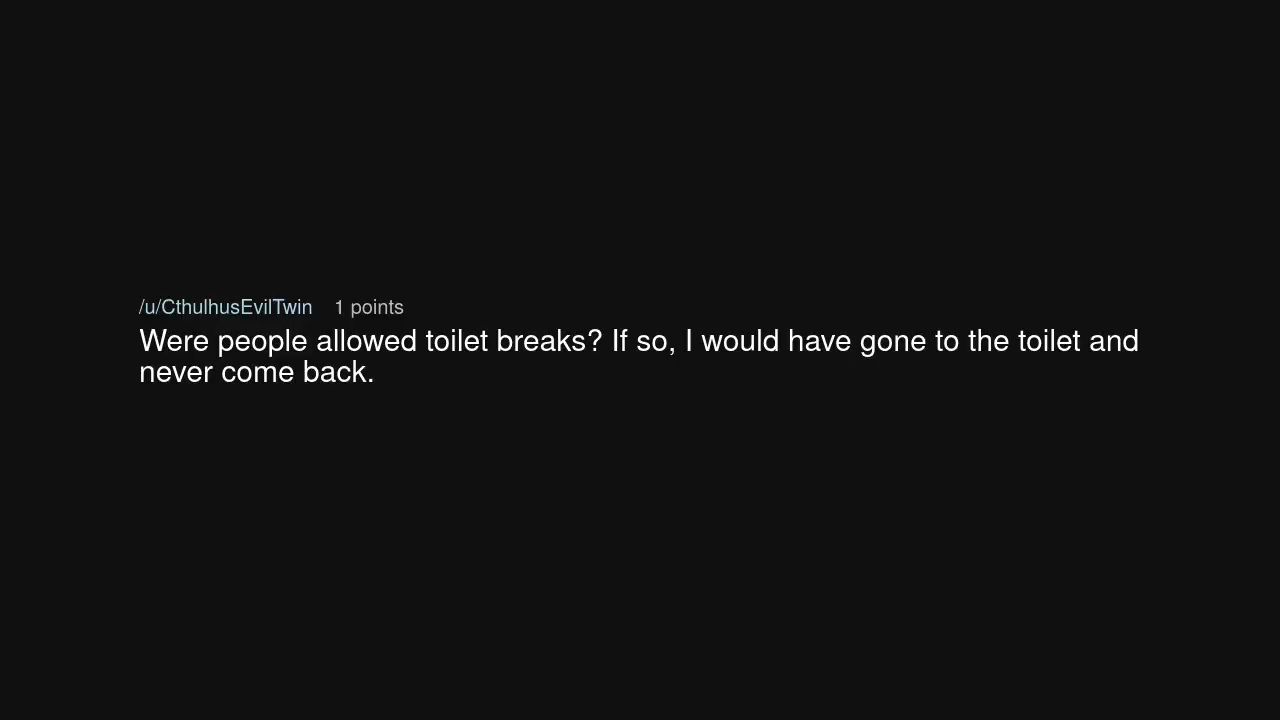 /u/CthulhusEvilTwin 1 points
Were people allowed toilet breaks? If so, I would have gone to the toilet and
never come back.